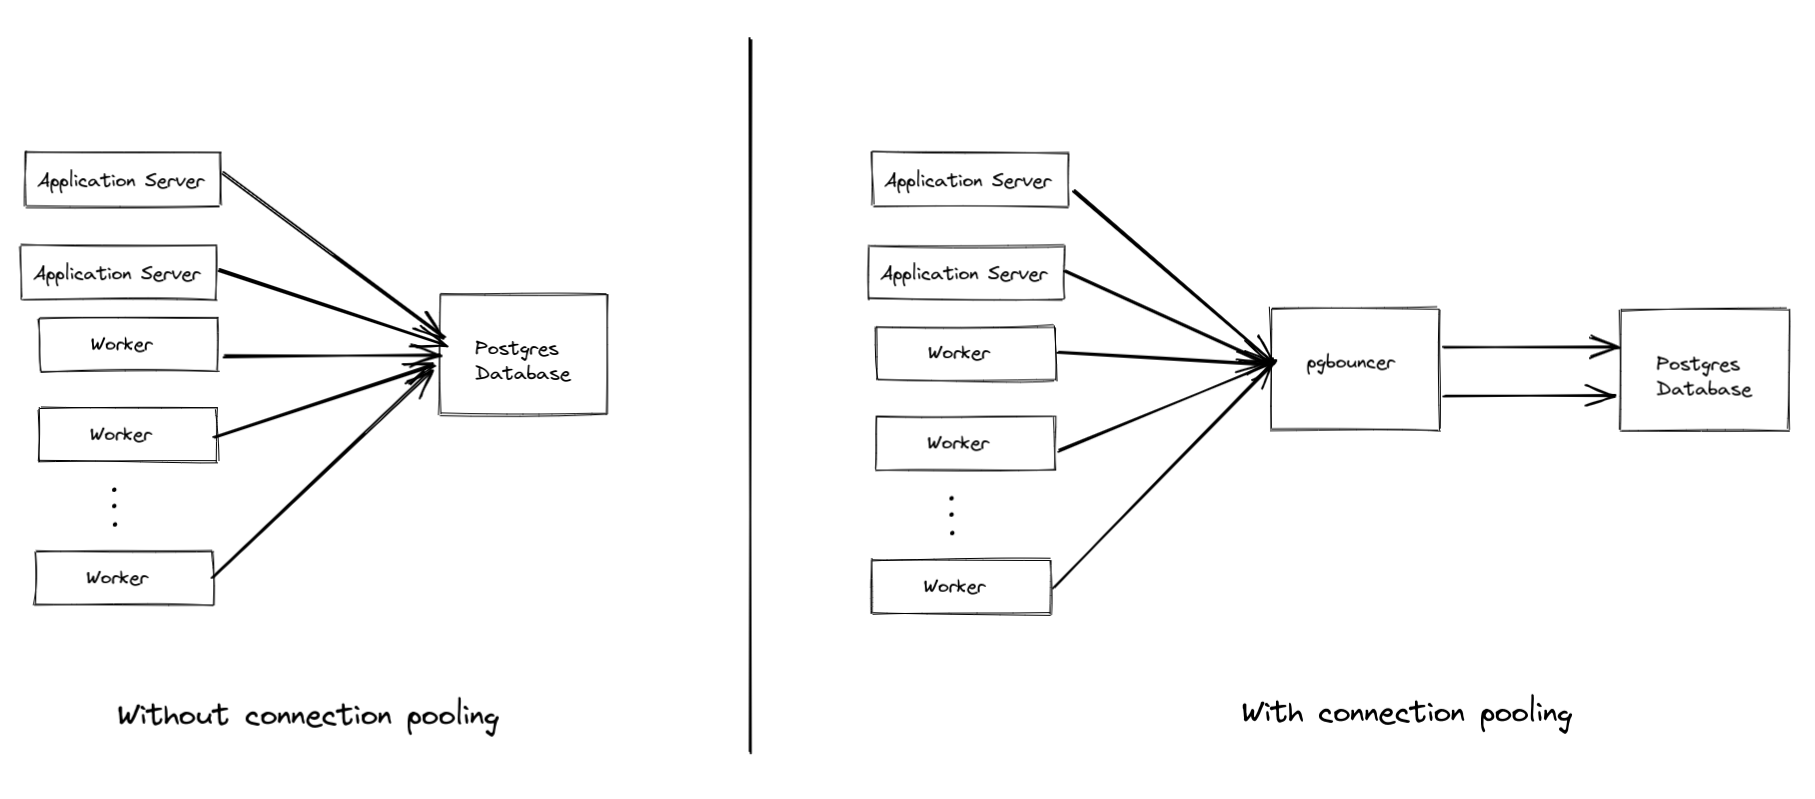 Application Server
Application Server
Worker
Worker
Worker
Postgres
Database
Without connection pooling
Application Server
Application Server
Worker
Worker
Worker
pgbouncer
Postgres
Database
With connection pooling